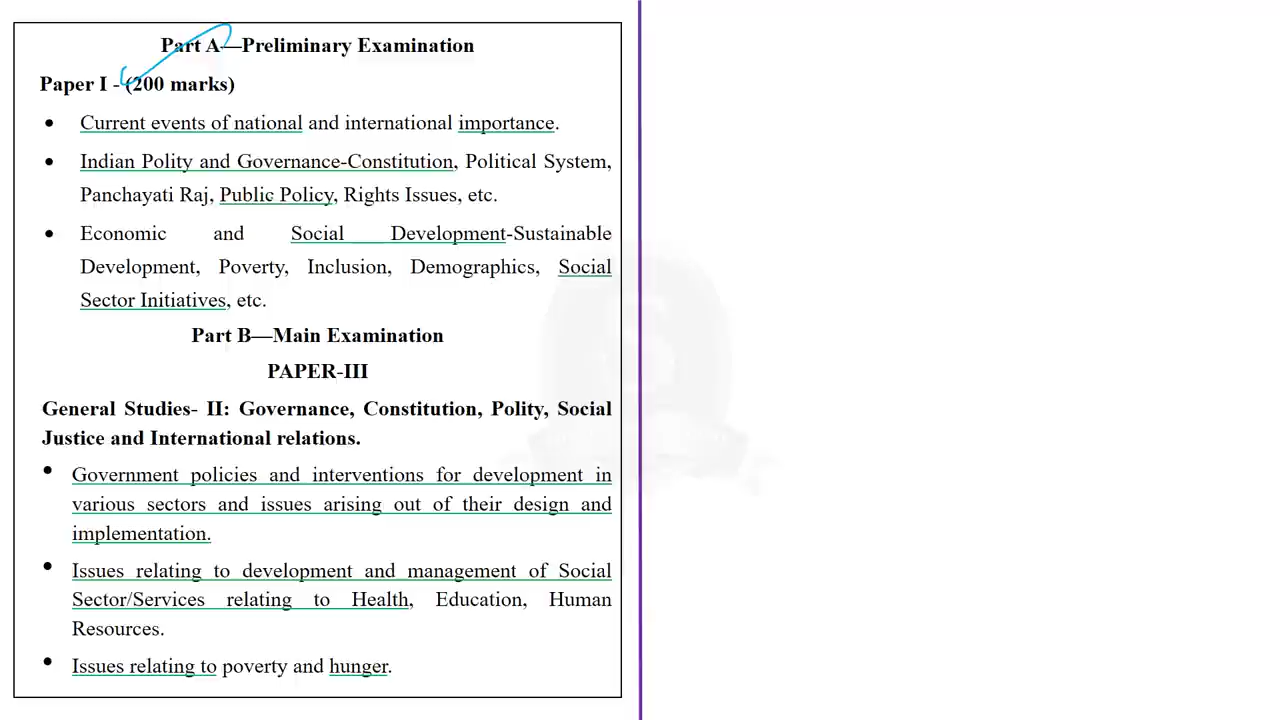 Part A—Preliminary Examination
Paper I - (200 marks)
• Current events of national and international importance.
• Indian Polity and Governance-Constitution, Political System,
Panchayati Raj, Public Policy, Rights Issues, etc.
• Economic and Social Development-Sustainable
Development, Poverty, Inclusion, Demographics, Social
Sector Initiatives, etc.
Part B—Main Examination
PAPER-III
General Studies- II: Governance, Constitution, Polity, Social
Justice and International relations.
• Government policies and interventions for development in
various sectors and issues arising out of their design and
implementation.
• Issues relating to development and management of Social
Sector/Services relating to Health, Education, Human
Resources.
• Issues relating to poverty and hunger.